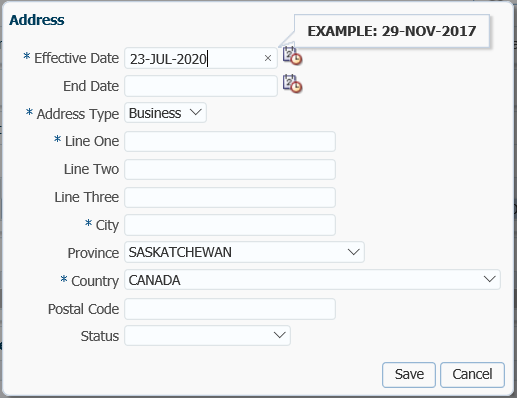 Address
EXAMPLE: 29-NOV-2017
* Effective Date 23-JUL-2020 ×
End Date
* Address Type Business
* Line One
Line Two
Line Three
* City
Province SASKATCHEWAN
* Country CANADA
Postal Code
Status
Save Cancel